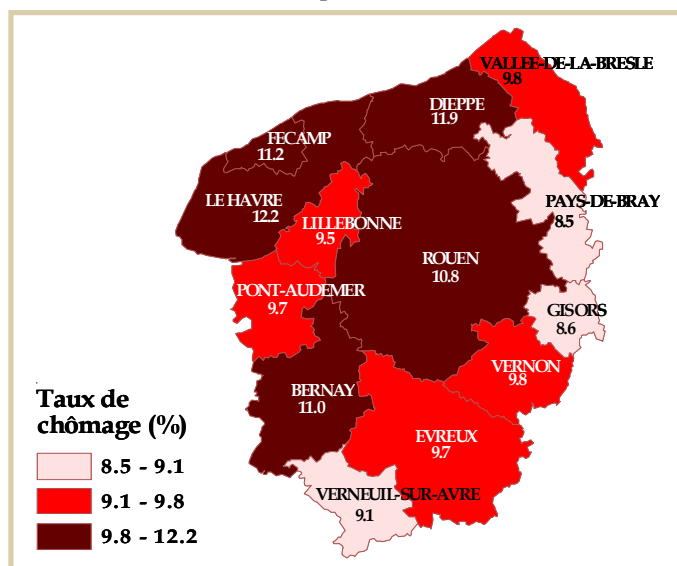 VALLEE-DE-LA-BRESLE
9.8
DIEPPE
11.9
FECAMP
11.2
LE HAVRE
12.2
LILLEBONNE
9.5
PAYS-DE-BRAY
8.5
ROUEN
10.8
PONT-AUDEMER
9.7
GISORS
8.6
VERNON
9.8
BERNAY
11.0
EVREUX
9.7
VERNEUIL-SUR-AVRE
9.1
Taux de
chômage (%)
8.5 - 9.1
9.1 - 9.8
9.8 - 12.2